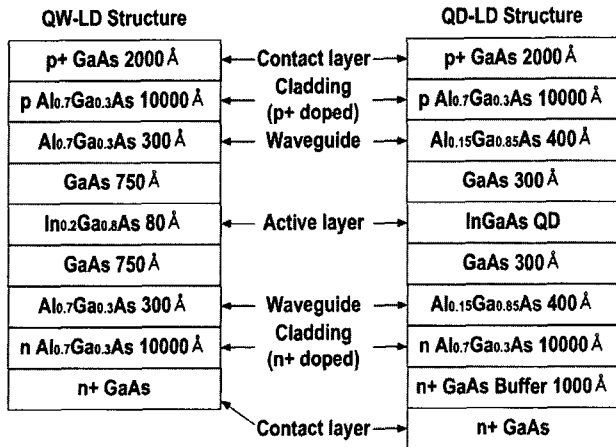 QW-LD Structure
QD-LD Structure
p+ GaAs 2000 Å
Contact layer
p+ GaAs 2000 Å
p Al0.7Ga0.3As 10000 Å
Cladding
(p+ doped)
p Al0.7Ga0.3As 10000 Å
Al0.7Ga0.3As 300 Å
Waveguide
Al0.15Ga0.85As 400 Å
GaAs 750 Å
GaAs 300 Å
In0.2Ga0.8As 80 Å
Active layer
InGaAs QD
GaAs 750 Å
GaAs 300 Å
Al0.7Ga0.3As 300 Å
Waveguide
Al0.15Ga0.85As 400 Å
n Al0.7Ga0.3As 10000 Å
Cladding
(n+ doped)
n Al0.7Ga0.3As 10000 Å
n+ GaAs
n+ GaAs Buffer 1000 Å
Contact layer
n+ GaAs